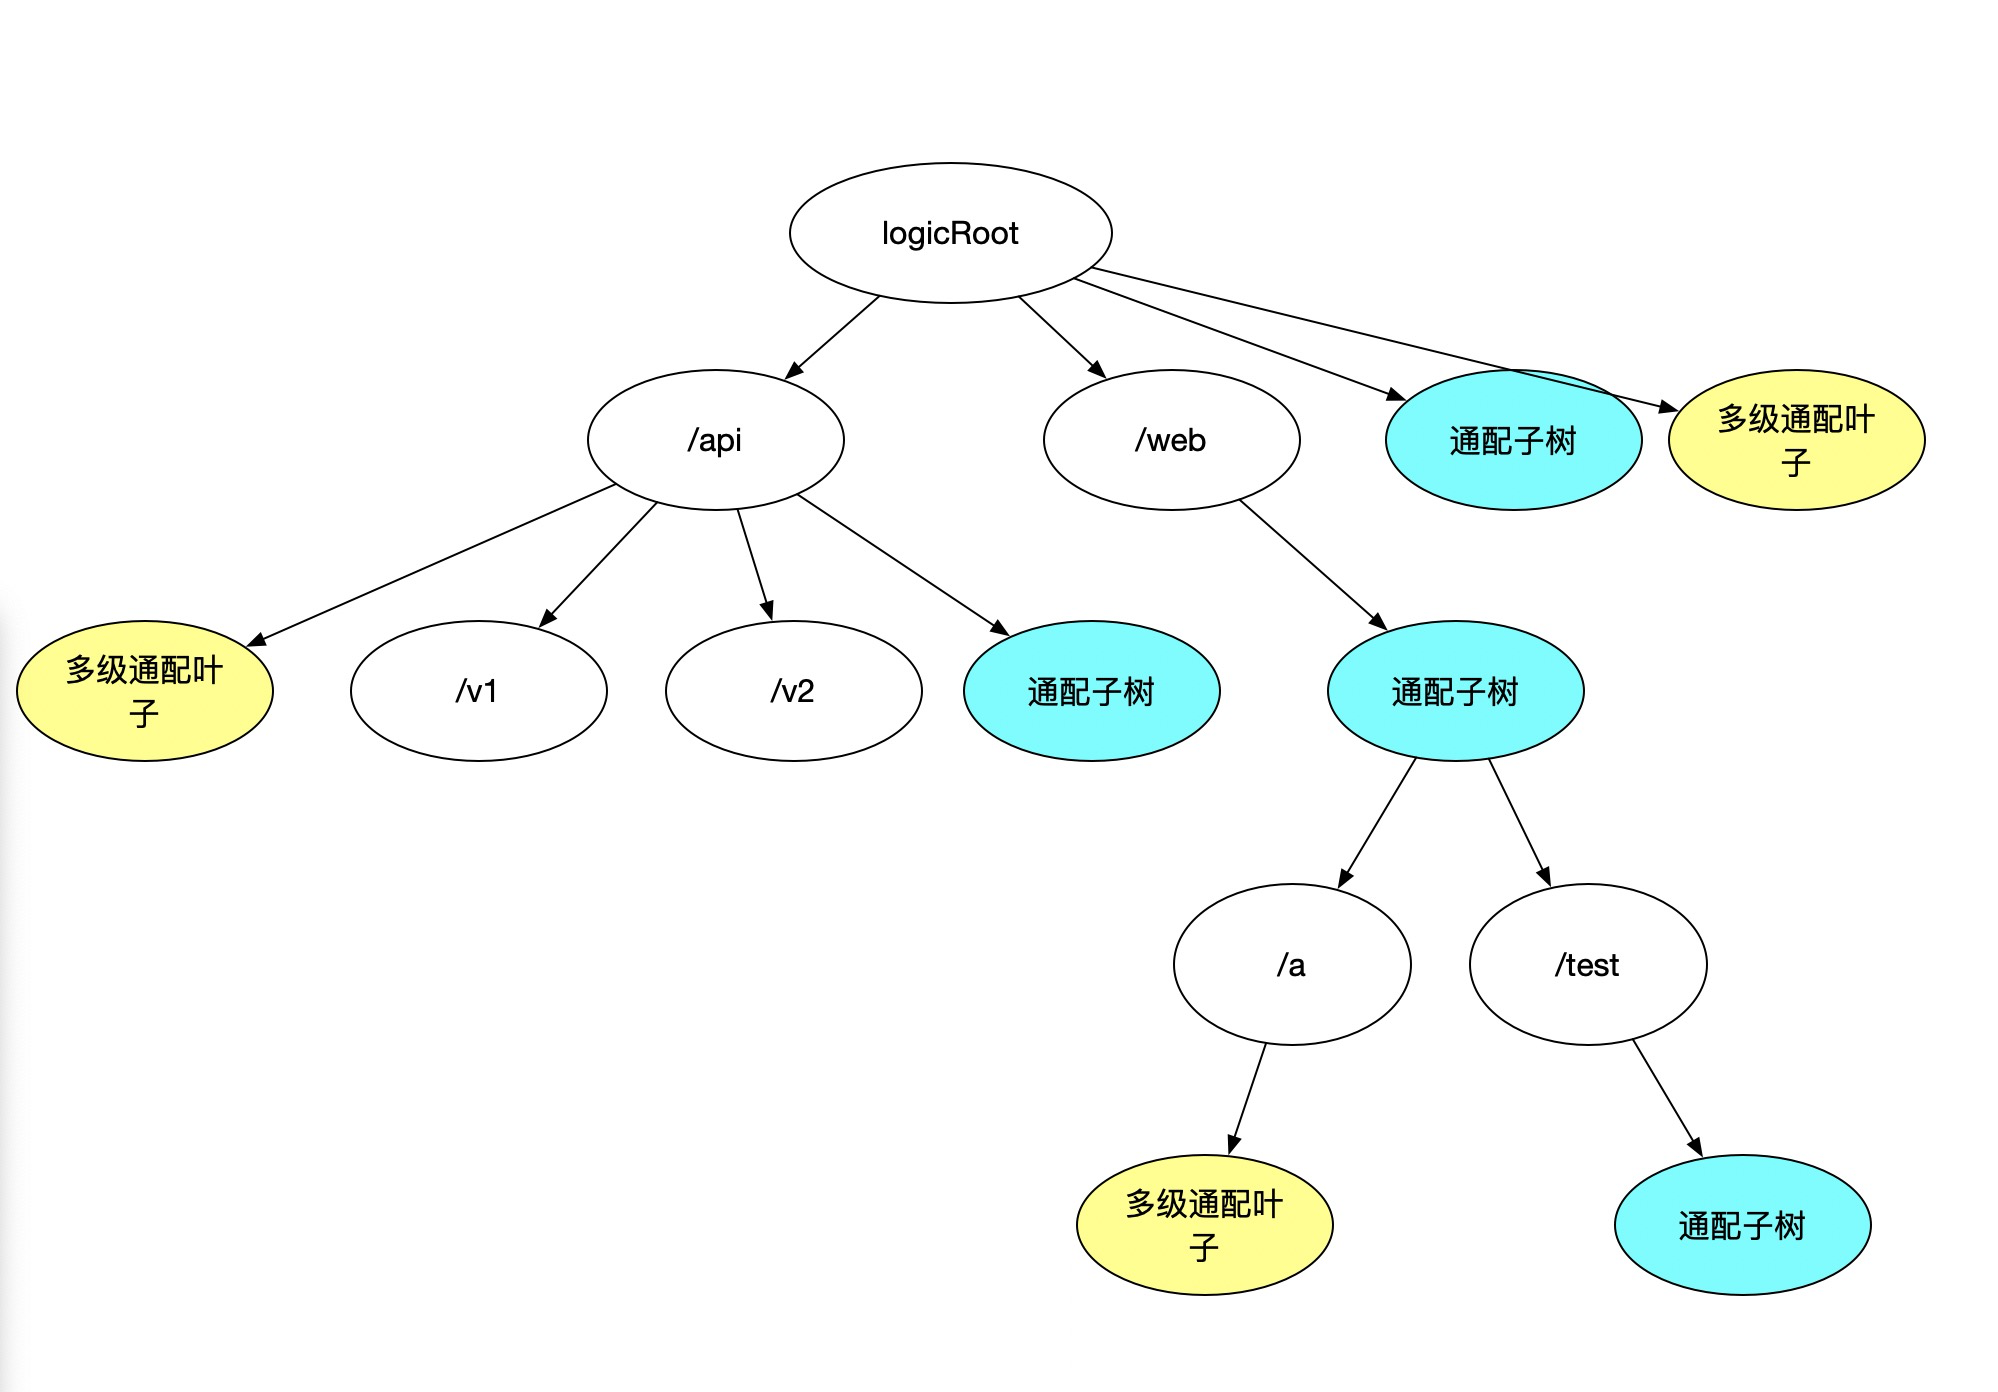 logicRoot
/api
/web
通配子树
多级通配叶
子
多级通配叶
子
/v1
/v2
通配子树
通配子树
/a
/test
多级通配叶
子
通配子树